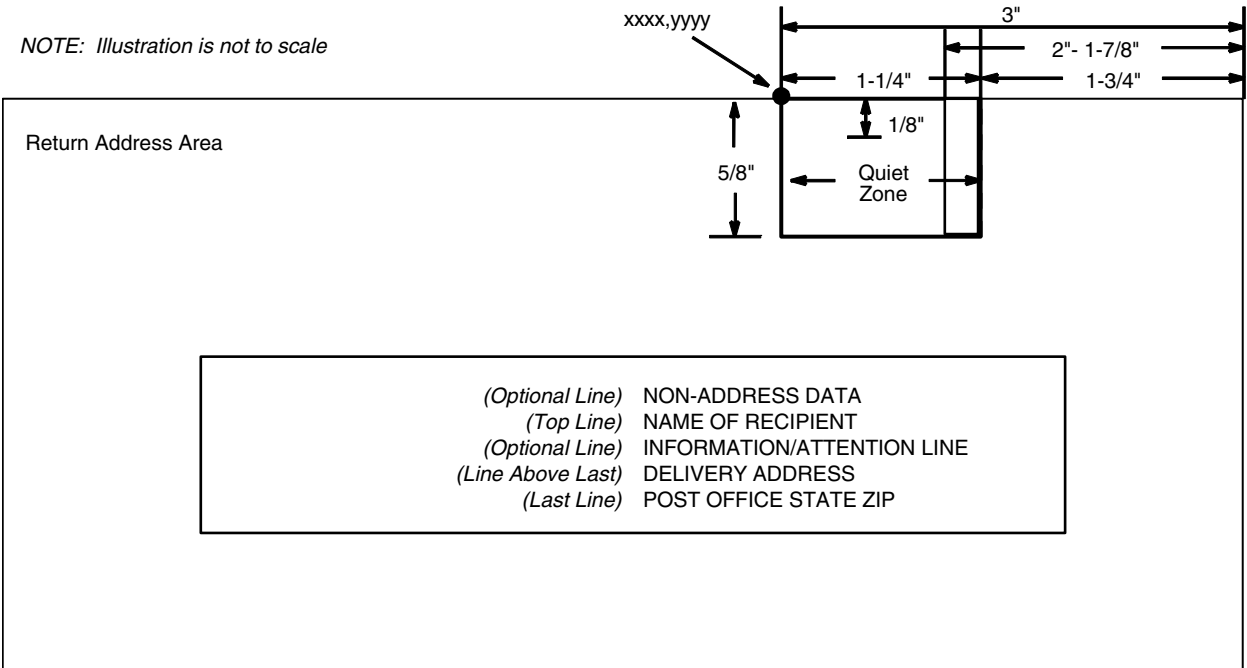 xxxx,yyyy
3"
NOTE:  Illustration is not to scale
2"- 1-7/8"
1-1/4"
1-3/4"
Return Address Area
1/8"
5/8"
Quiet
Zone
(Optional Line) NON-ADDRESS DATA
(Top Line) NAME OF RECIPIENT
(Optional Line) INFORMATION/ATTENTION LINE
(Line Above Last) DELIVERY ADDRESS
(Last Line) POST OFFICE STATE ZIP